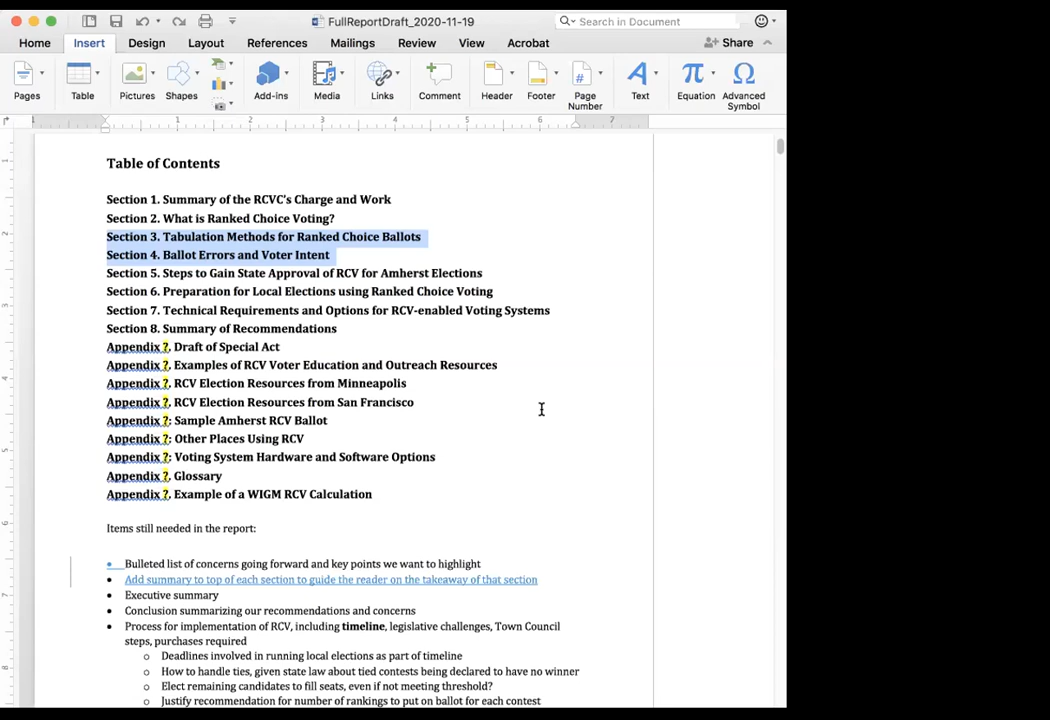 FullReportDraft_2020-11-19
Search in Document
Home Insert Design Layout References Mailings Review View Acrobat Share
Pages Table Pictures Shapes Add-ins Media Links Comment Header Footer Page Number Text Equation Advanced Symbol
1 1 2 3 4 5 6 7
Table of Contents
Section 1. Summary of the RCVC's Charge and Work
Section 2. What is Ranked Choice Voting?
Section 3. Tabulation Methods for Ranked Choice Ballots
Section 4. Ballot Errors and Voter Intent
Section 5. Steps to Gain State Approval of RCV for Amherst Elections
Section 6. Preparation for Local Elections using Ranked Choice Voting
Section 7. Technical Requirements and Options for RCV-enabled Voting Systems
Section 8. Summary of Recommendations
Appendix ?. Draft of Special Act
Appendix ?. Examples of RCV Voter Education and Outreach Resources
Appendix ?. RCV Election Resources from Minneapolis
Appendix ?. RCV Election Resources from San Francisco
Appendix ?: Sample Amherst RCV Ballot
Appendix ?: Other Places Using RCV
Appendix ?: Voting System Hardware and Software Options
Appendix ?. Glossary
Appendix ?. Example of a WIGM RCV Calculation
Items still needed in the report:
• Bulleted list of concerns going forward and key points we want to highlight
• Add summary to top of each section to guide the reader on the takeaway of that section
• Executive summary
• Conclusion summarizing our recommendations and concerns
• Process for implementation of RCV, including timeline, legislative challenges, Town Council
steps, purchases required
o Deadlines involved in running local elections as part of timeline
o How to handle ties, given state law about tied contests being declared to have no winner
o Elect remaining candidates to fill seats, even if not meeting threshold?
o Justify recommendation for number of rankings to put on ballot for each contest